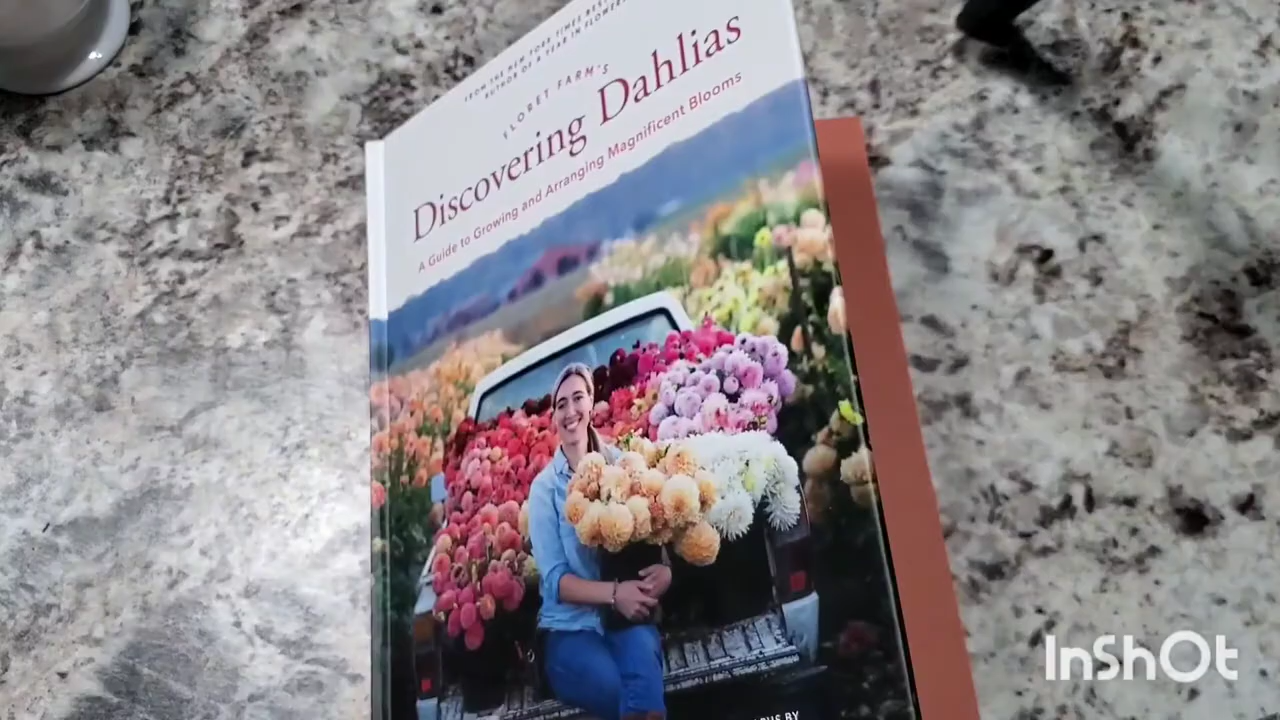 FROM THE NEW YORK TIMES
AUTHOR OF A YEAR IN FLOWERS
FLORET FARM'S
Discovering Dahlias
A Guide to Growing and Arranging Magnificent Blooms
BY
InShOt